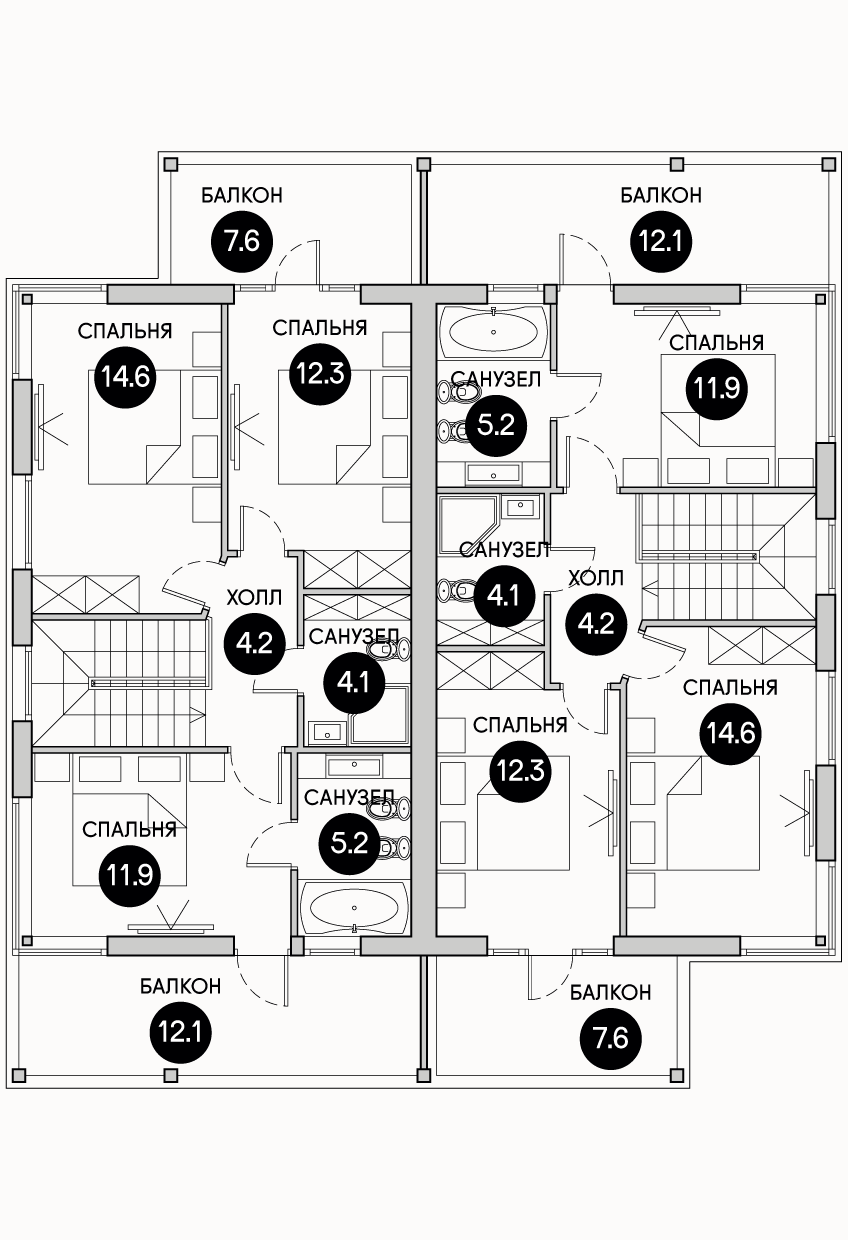 БАЛКОН
7.6
БАЛКОН
12.1
СПАЛЬНЯ
14.6
СПАЛЬНЯ
12.3
САНУЗЕЛ
5.2
СПАЛЬНЯ
11.9
САНУЗЕЛ
4.1
ХОЛЛ
4.2
ХОЛЛ
4.2
САНУЗЕЛ
4.1
СПАЛЬНЯ
12.3
СПАЛЬНЯ
14.6
СПАЛЬНЯ
11.9
САНУЗЕЛ
5.2
БАЛКОН
12.1
БАЛКОН
7.6